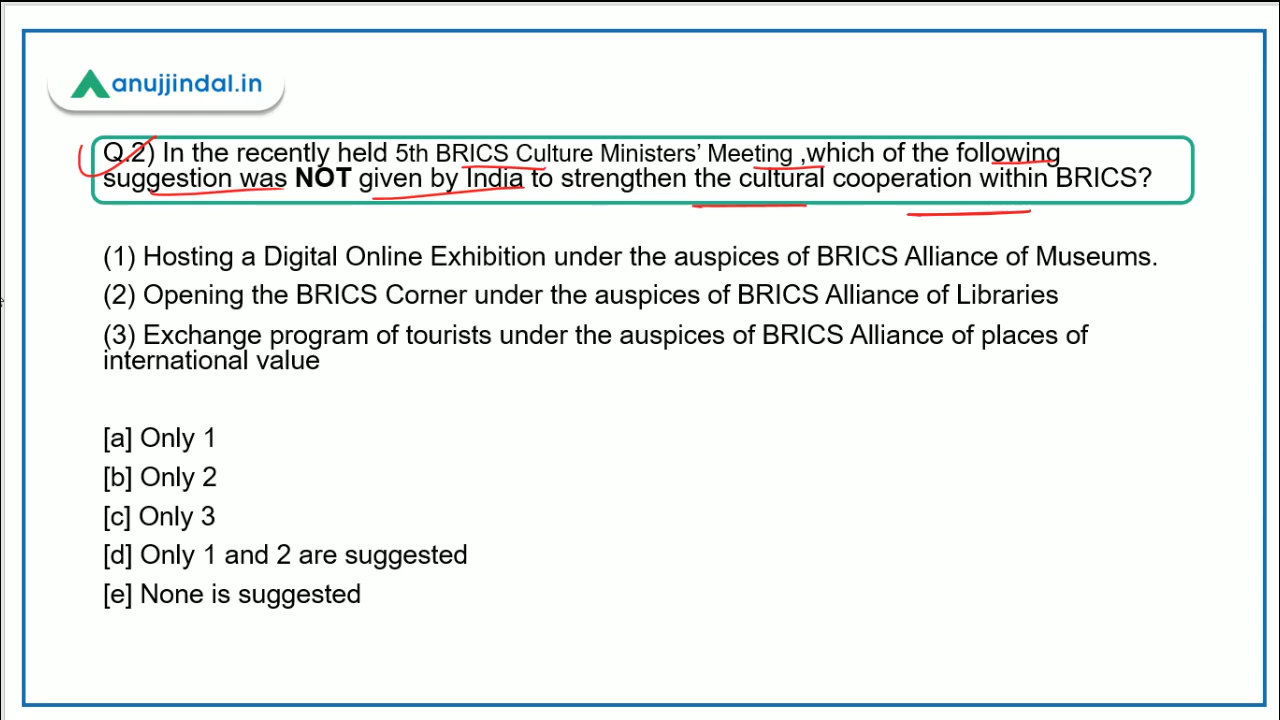 anujjindal.in
Q.2) In the recently held 5th BRICS Culture Ministers' Meeting ,which of the following
suggestion was NOT given by India to strengthen the cultural cooperation within BRICS?
(1) Hosting a Digital Online Exhibition under the auspices of BRICS Alliance of Museums.
(2) Opening the BRICS Corner under the auspices of BRICS Alliance of Libraries
(3) Exchange program of tourists under the auspices of BRICS Alliance of places of
international value
[a] Only 1
[b] Only 2
[c] Only 3
[d] Only 1 and 2 are suggested
[e] None is suggested